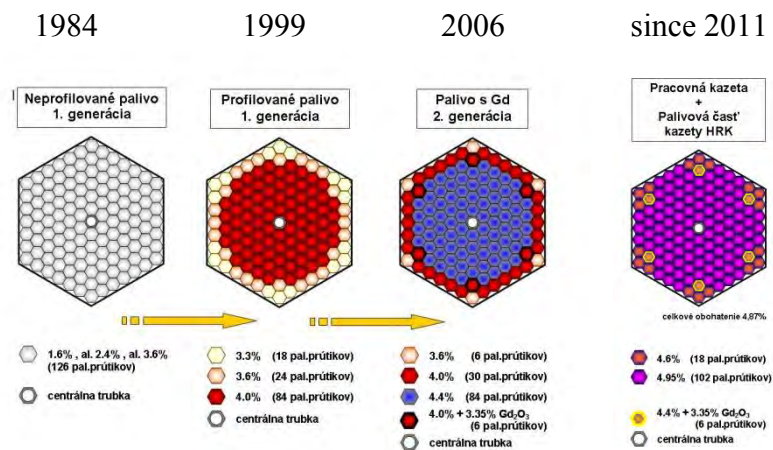 1984
1999
2006
since 2011
Neprofilované palivo
1. generácia
Profilované palivo
1. generácia
Palivo s Gd
2. generácia
Pracovná kazeta
+
Palivová časť
kazety HRK
celkové obohatenie 4,87%
1.6% , al. 2.4% , al. 3.6%
(126 pal.prútikov)
centrálna trubka
3.3% (18 pal.prútikov)
3.6% (24 pal.prútikov)
4.0% (84 pal.prútikov)
centrálna trubka
3.6% (6 pal.prútikov)
4.0% (30 pal.prútikov)
4.4% (84 pal.prútikov)
4.0% + 3.35% Gd₂O₃
(6 pal.prútikov)
centrálna trubka
4.6% (18 pal.prútikov)
4.95% (102 pal.prútikov)
4.4% + 3.35% Gd₂O₃
(6 pal.prútikov)
centrálna trubka